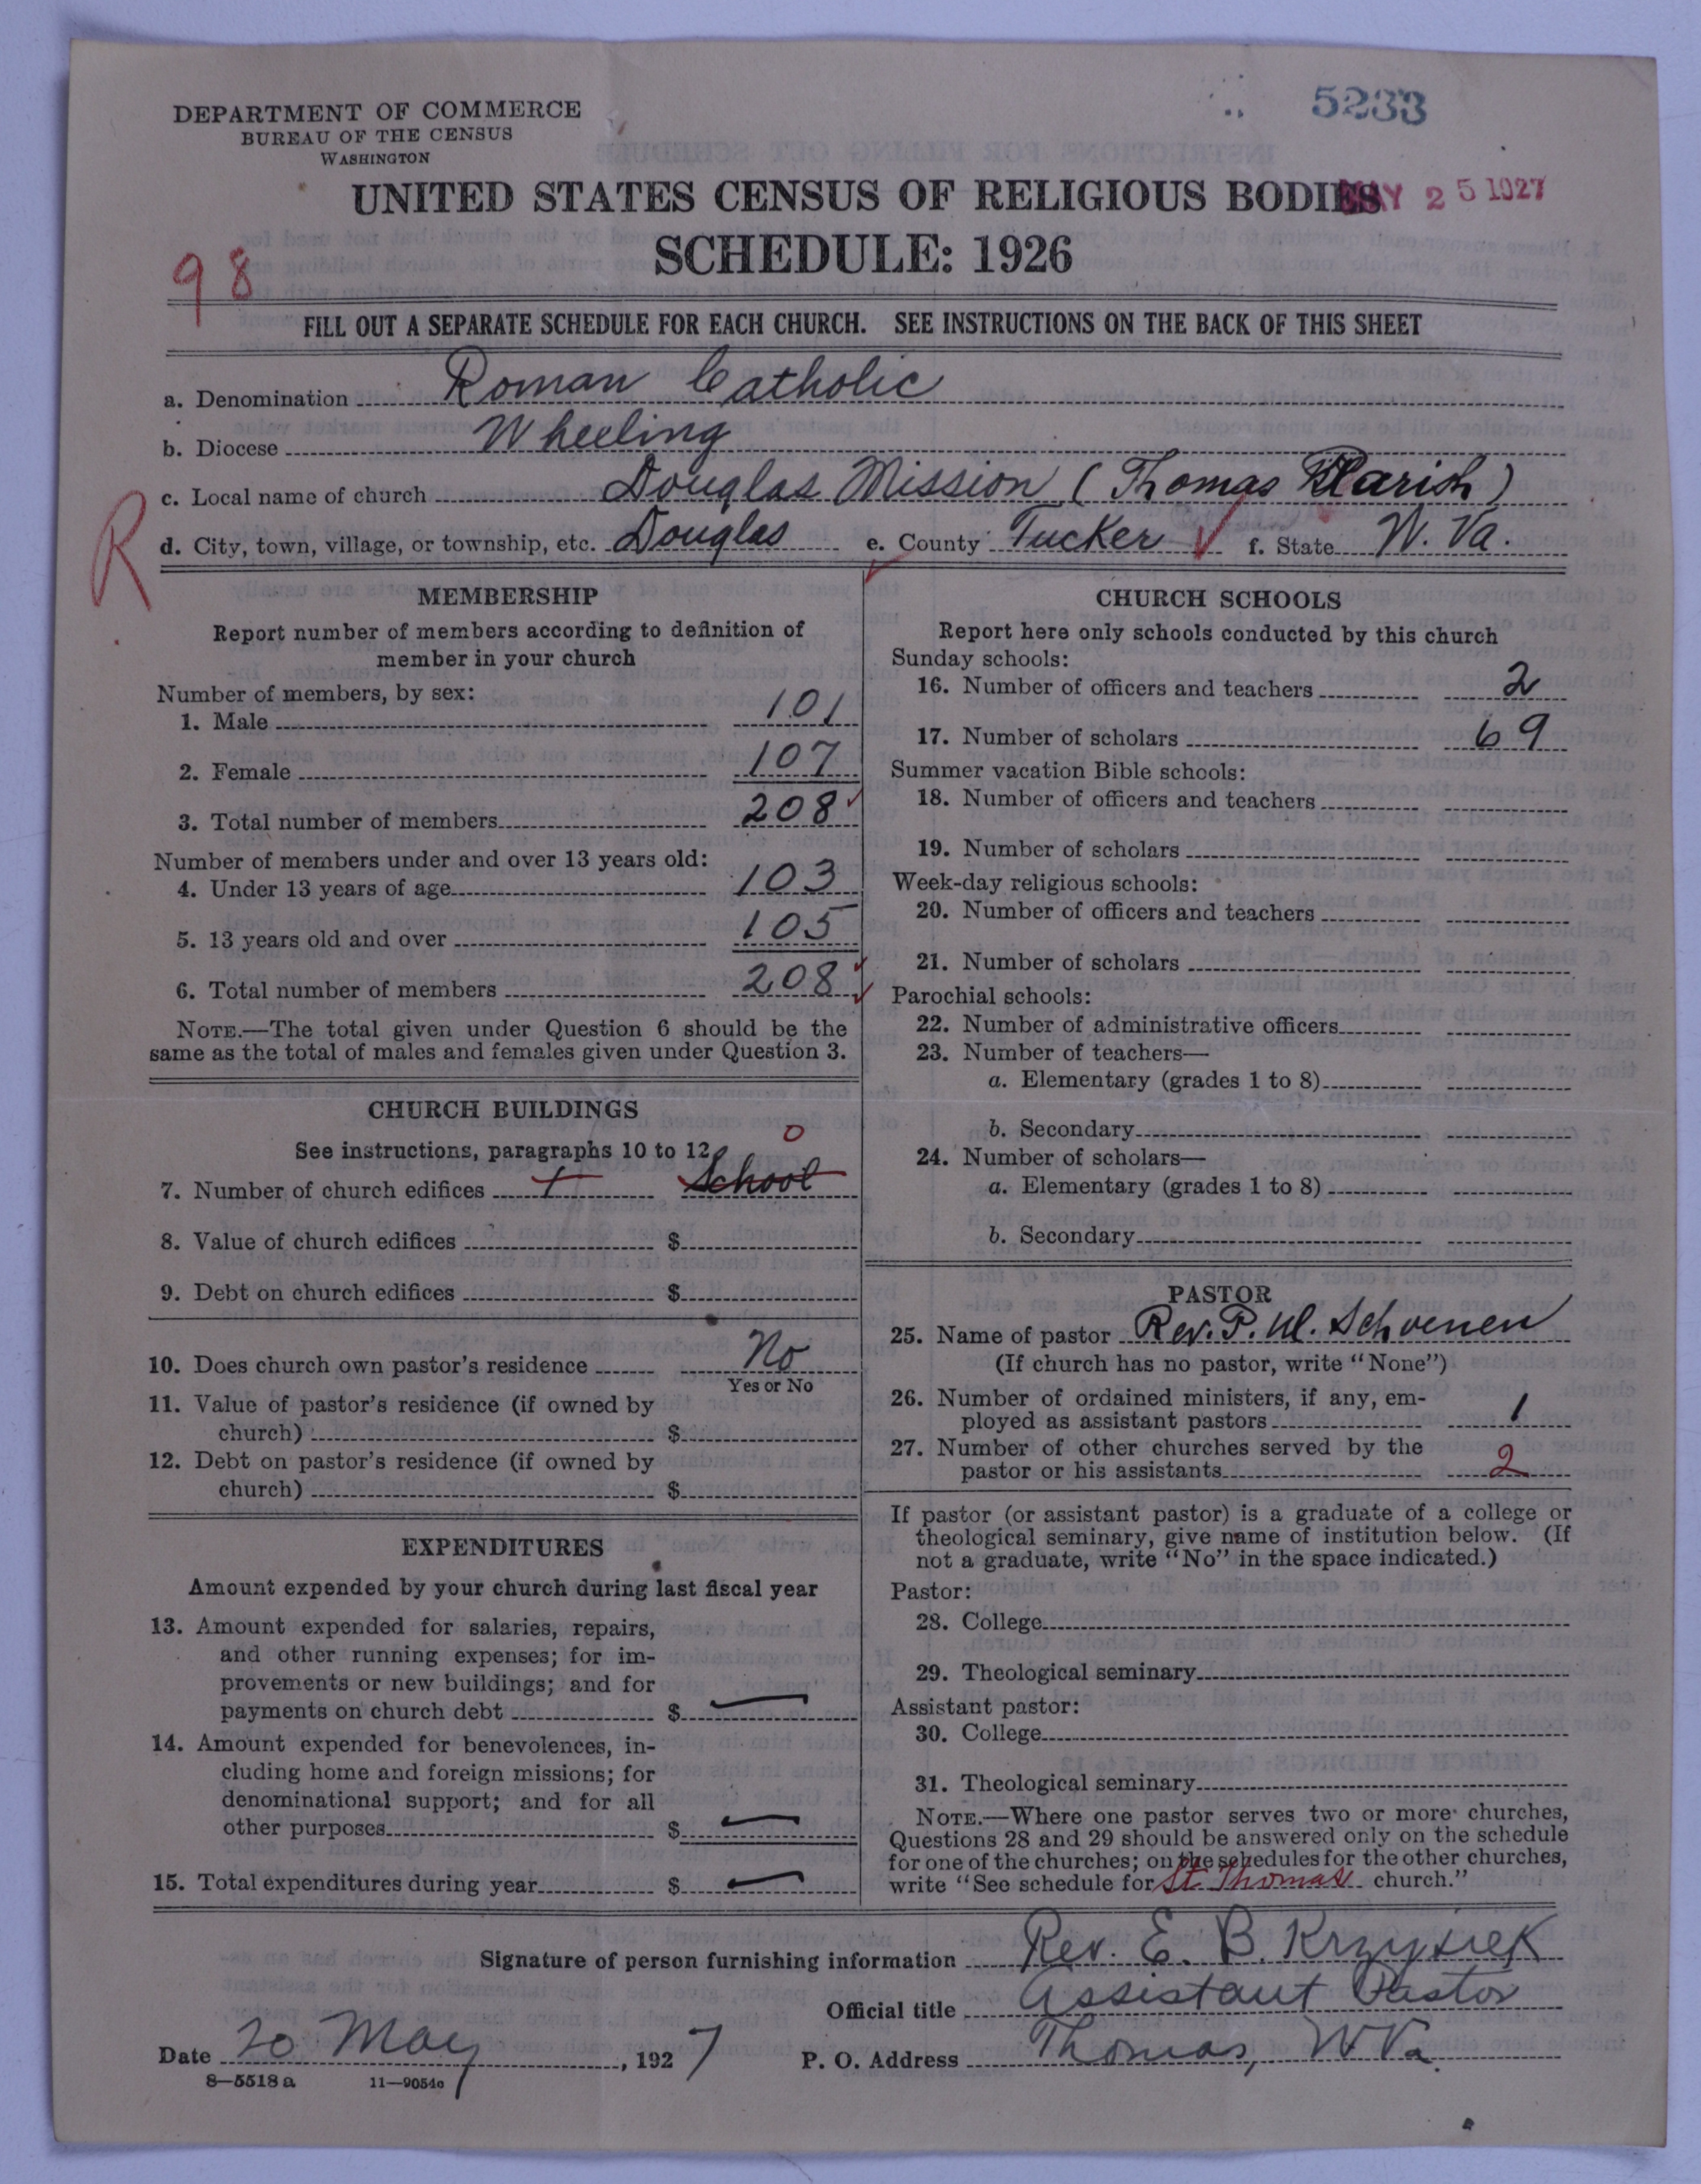 5233
DEPARTMENT OF COMMERCE
BUREAU OF THE CENSUS
WASHINGTON
UNITED STATES CENSUS OF RELIGIOUS BODIES
MAY 25 1927
SCHEDULE: 1926
98
FILL OUT A SEPARATE SCHEDULE FOR EACH CHURCH. SEE INSTRUCTIONS ON THE BACK OF THIS SHEET
a. Denomination Roman Catholic
b. Diocese Wheeling
c. Local name of church Douglas Mission (Thomas Parish)
R
d. City, town, village, or township, etc. Douglas e. County Tucker ✓ f. State W. Va.
MEMBERSHIP
Report number of members according to definition of
member in your church
Number of members, by sex:
1. Male 101
2. Female 107
3. Total number of members 208 ✓
Number of members under and over 13 years old:
4. Under 13 years of age 103
5. 13 years old and over 105
6. Total number of members 208 ✓
NOTE.—The total given under Question 6 should be the
same as the total of males and females given under Question 3.
CHURCH BUILDINGS
See instructions, paragraphs 10 to 12
0
7. Number of church edifices 1 School
8. Value of church edifices $
9. Debt on church edifices $
10. Does church own pastor's residence No
Yes or No
11. Value of pastor's residence (if owned by
church) $
12. Debt on pastor's residence (if owned by
church) $
EXPENDITURES
Amount expended by your church during last fiscal year
13. Amount expended for salaries, repairs,
and other running expenses; for im-
provements or new buildings; and for
payments on church debt $ —
14. Amount expended for benevolences, in-
cluding home and foreign missions; for
denominational support; and for all
other purposes $ —
15. Total expenditures during year $ —
CHURCH SCHOOLS
Report here only schools conducted by this church
Sunday schools:
16. Number of officers and teachers 2
17. Number of scholars 69
Summer vacation Bible schools:
18. Number of officers and teachers
19. Number of scholars
Week-day religious schools:
20. Number of officers and teachers
21. Number of scholars
Parochial schools:
22. Number of administrative officers
23. Number of teachers—
a. Elementary (grades 1 to 8)
b. Secondary
24. Number of scholars—
a. Elementary (grades 1 to 8)
b. Secondary
PASTOR
25. Name of pastor Rev. P. W. Schoenen
(If church has no pastor, write "None")
26. Number of ordained ministers, if any, em-
ployed as assistant pastors 1
27. Number of other churches served by the
pastor or his assistants 2
If pastor (or assistant pastor) is a graduate of a college or
theological seminary, give name of institution below. (If
not a graduate, write "No" in the space indicated.)
Pastor:
28. College
29. Theological seminary
Assistant pastor:
30. College
31. Theological seminary
NOTE.—Where one pastor serves two or more churches,
Questions 28 and 29 should be answered only on the schedule
for one of the churches; on the schedules for the other churches,
write "See schedule for St. Thomas church."
Signature of person furnishing information Rev. E. B. Krzysiek
Official title Assistant Pastor
Date 20 May, 1927 P. O. Address Thomas, W Va.
8—5518 a 11—9054c